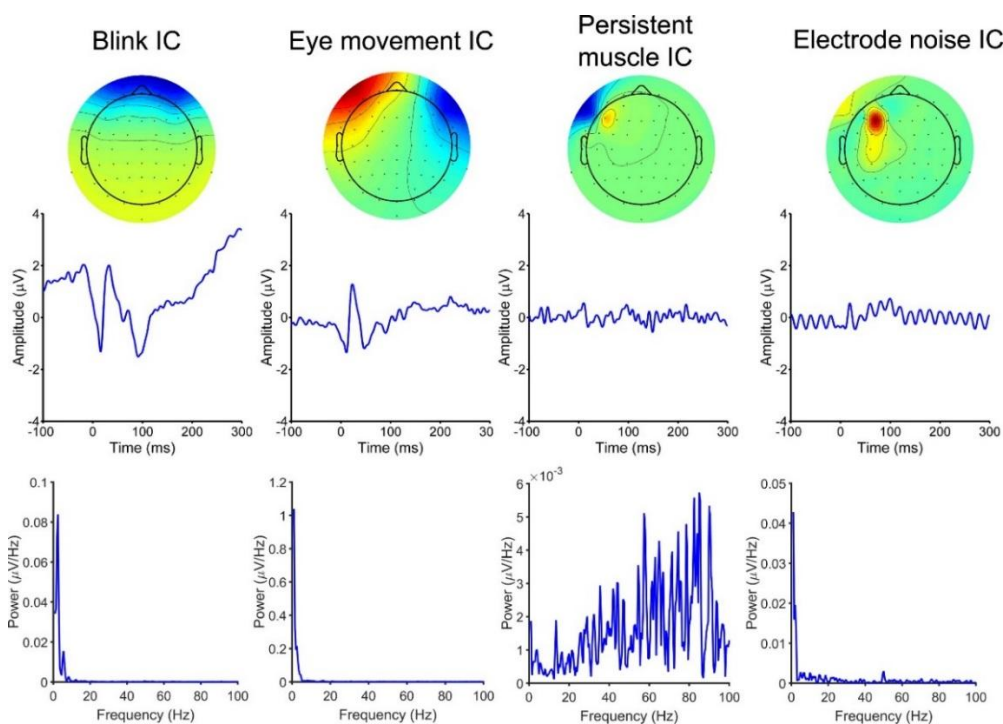 Blink IC
Eye movement IC
Persistent
muscle IC
Electrode noise IC
4
2
0
-2
-4
Amplitude (μV)
-100 0 100 200 300
Time (ms)
4
2
0
-2
-4
Amplitude (μV)
-100 0 100 200 30
Time (ms)
4
2
0
-2
-4
Amplitude (μV)
-100 0 100 200 300
Time (ms)
4
2
0
-2
-4
Amplitude (μV)
-100 0 100 200 300
Time (ms)
0.1
0.08
0.06
0.04
0.02
0
Power (μV/Hz)
0 20 40 60 80 100
Frequency (Hz)
1.2
1.0
0.8
0.6
0.4
0.2
0
Power (μV/Hz)
0 20 40 60 80 100
Frequency (Hz)
×10-3
6
5
4
3
2
1
0
Power (μV/Hz)
0 20 40 60 80 100
Frequency (Hz)
0.05
0.04
0.03
0.02
0.01
0
Power (μV/Hz)
0 20 40 60 80 100
Frequency (Hz)